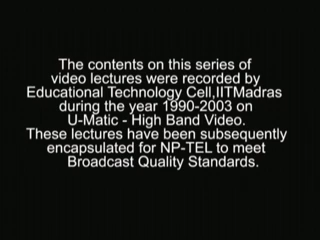 The contents on this series of
video lectures were recorded by
Educational Technology Cell,IITMadras
during the year 1990-2003 on
U-Matic - High Band Video.
These lectures have been subsequently
encapsulated for NP-TEL to meet
Broadcast Quality Standards.